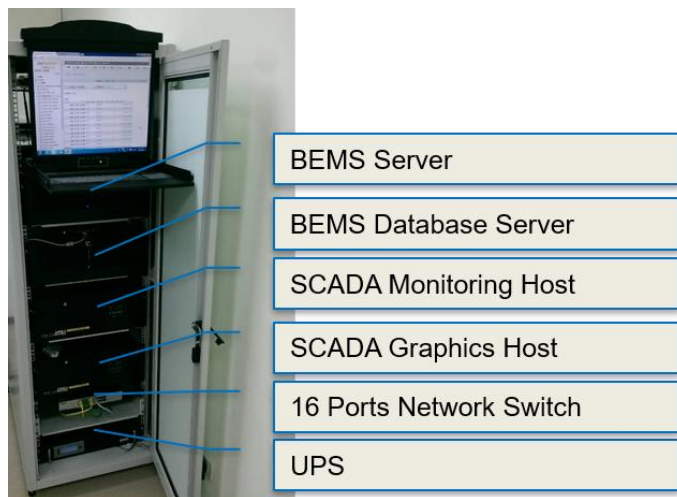 BEMS Server
BEMS Database Server
SCADA Monitoring Host
SCADA Graphics Host
16 Ports Network Switch
UPS